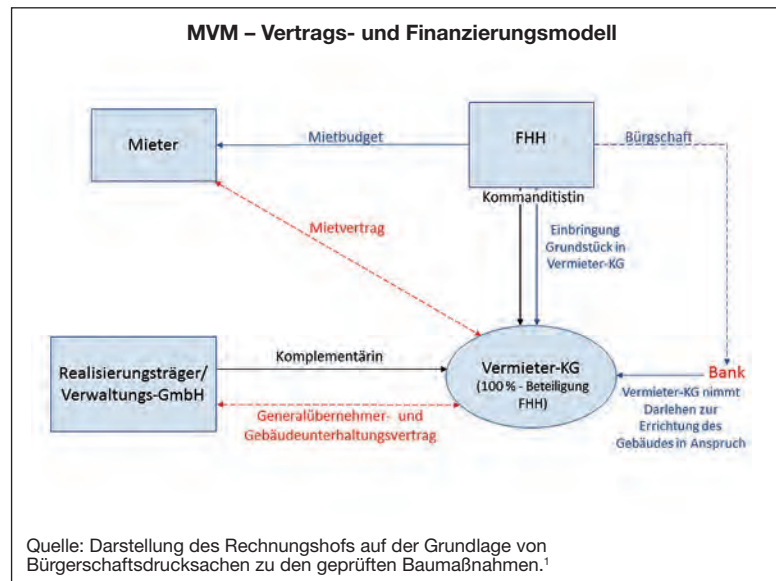 MVM – Vertrags- und Finanzierungsmodell
Mieter
Mietbudget
FHH
Bürgschaft
Kommanditistin
Mietvertrag
Einbringung
Grundstück in
Vermieter-KG
Realisierungsträger/
Verwaltungs-GmbH
Komplementärin
Vermieter-KG
(100 % - Beteiligung
FHH)
Bank
Generalübernehmer- und
Gebäudeunterhaltungsvertrag
Vermieter-KG nimmt
Darlehen zur
Errichtung des
Gebäudes in Anspruch
Quelle: Darstellung des Rechnungshofs auf der Grundlage von
Bürgerschaftsdrucksachen zu den geprüften Baumaßnahmen.¹